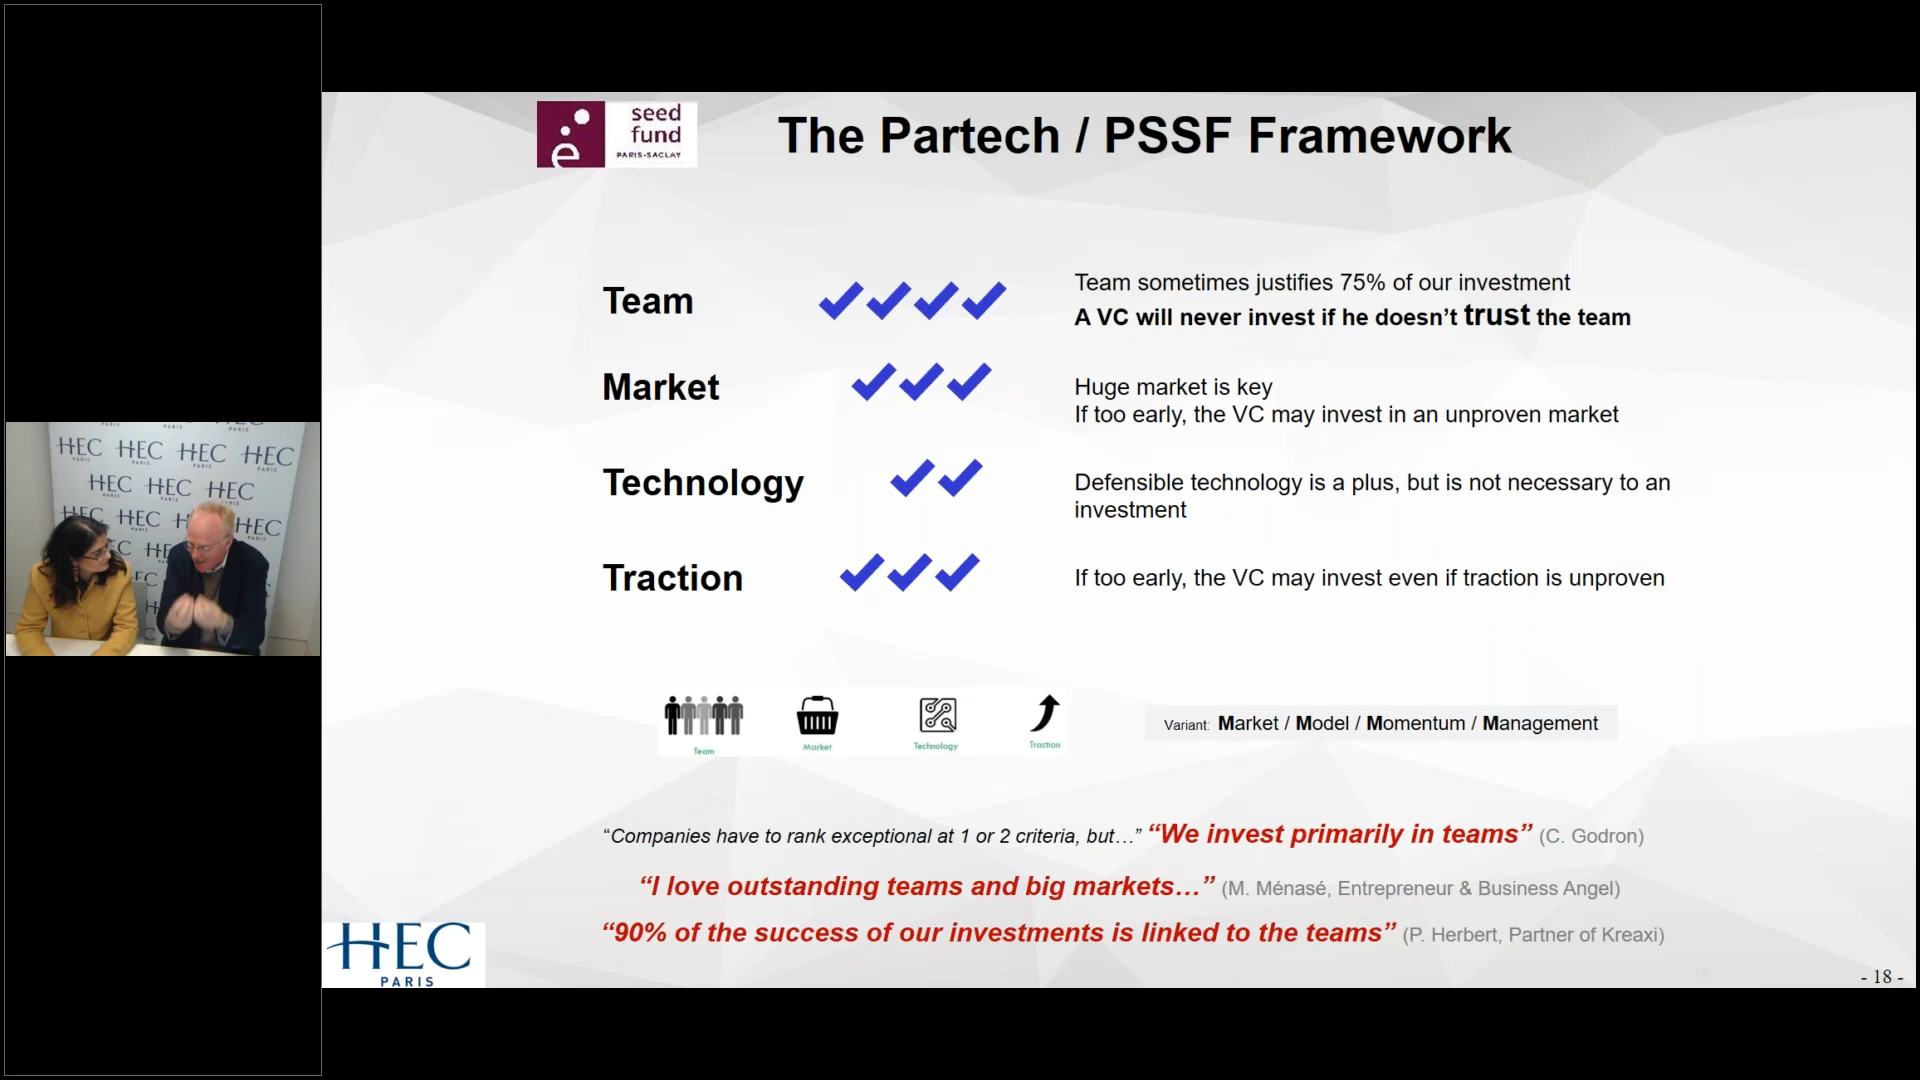 seed
fund
PARIS-SACLAY
The Partech / PSSF Framework
Team
Team sometimes justifies 75% of our investment
A VC will never invest if he doesn’t trust the team
Market
Huge market is key
If too early, the VC may invest in an unproven market
Technology
Defensible technology is a plus, but is not necessary to an
investment
Traction
If too early, the VC may invest even if traction is unproven
Team
Market
Technology
Traction
Variant: Market / Model / Momentum / Management
“Companies have to rank exceptional at 1 or 2 criteria, but…” “We invest primarily in teams” (C. Godron)
“I love outstanding teams and big markets…” (M. Ménasé, Entrepreneur & Business Angel)
“90% of the success of our investments is linked to the teams” (P. Herbert, Partner of Kreaxi)
HEC
PARIS
- 18 -
HEC HEC HEC HEC
PARIS PARIS PARIS PARIS
HEC HEC HEC
HEC HEC HEC